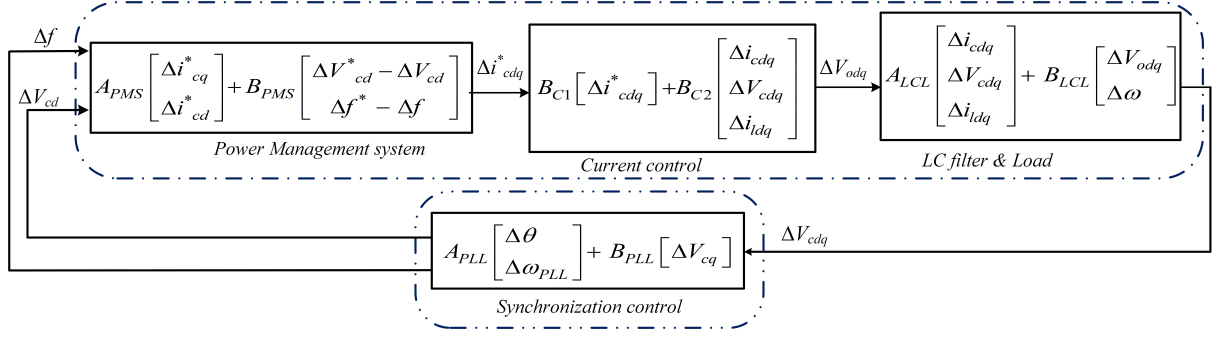 Δf
ΔV_cd
A_PMS [Δi*_cq Δi*_cd] + B_PMS [ΔV*_cd − ΔV_cd Δf* − Δf]
Power Management system
Δi*_cdq
B_C1 [Δi*_cdq] + B_C2 [Δi_cdq ΔV_cdq Δi_ldq]
Current control
ΔV_odq
A_LCL [Δi_cdq ΔV_cdq Δi_ldq] + B_LCL [ΔV_odq Δω]
LC filter & Load
ΔV_cdq
A_PLL [Δθ Δω_PLL] + B_PLL [ΔV_cq]
Synchronization control